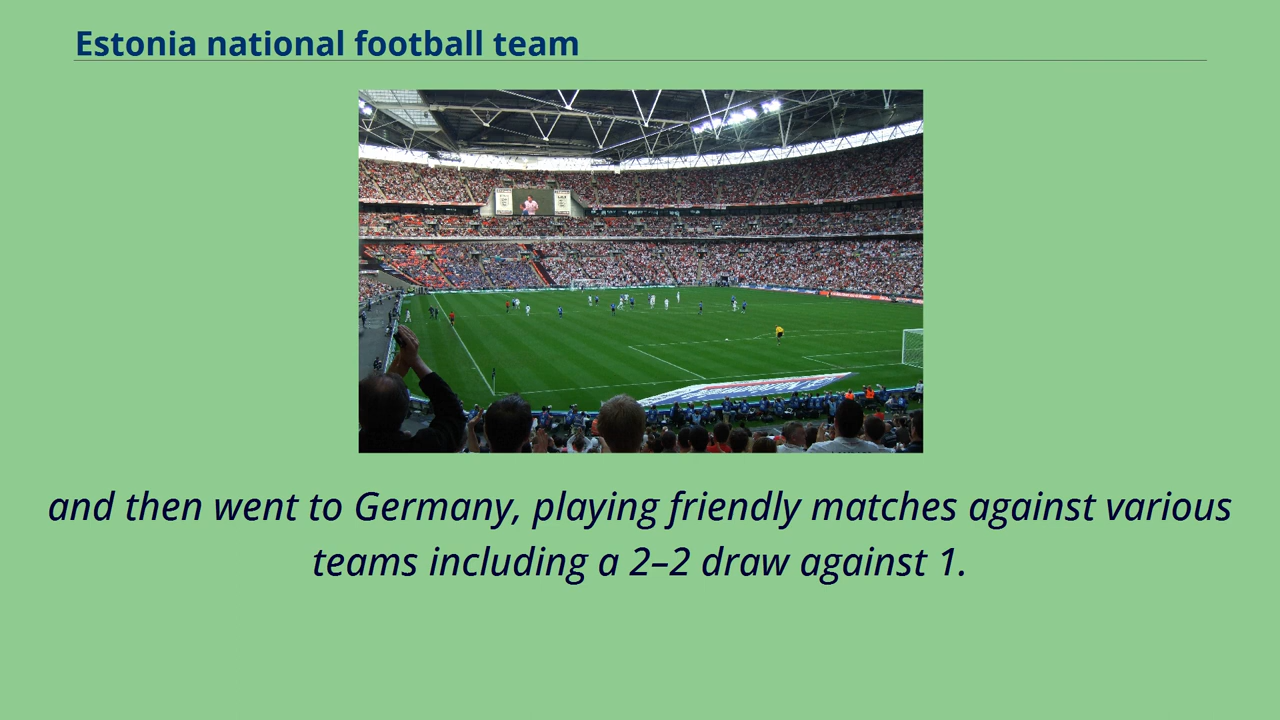 Estonia national football team
and then went to Germany, playing friendly matches against various
teams including a 2–2 draw against 1.